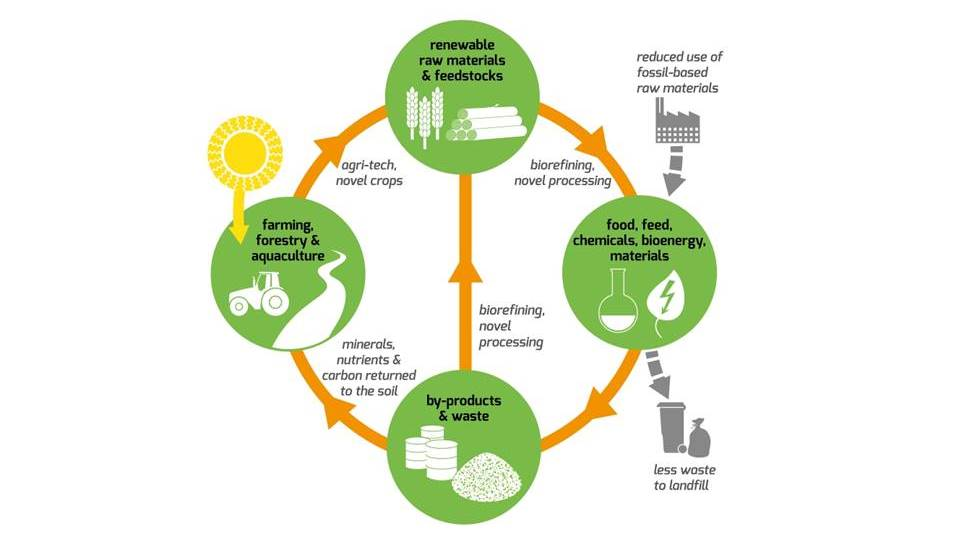 renewable
raw materials
& feedstocks
reduced use of
fossil-based
raw materials
agri-tech,
novel crops
biorefining,
novel processing
farming,
forestry &
aquaculture
food, feed,
chemicals, bioenergy,
materials
biorefining,
novel
processing
minerals,
nutrients &
carbon returned
to the soil
by-products
& waste
less waste
to landfill